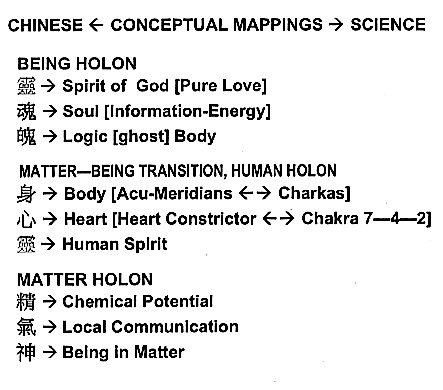 CHINESE ← CONCEPTUAL MAPPINGS → SCIENCE
BEING HOLON
靈 → Spirit of God [Pure Love]
魂 → Soul [Information-Energy]
魄 → Logic [ghost] Body
MATTER—BEING TRANSITION, HUMAN HOLON
身 → Body [Acu-Meridians ←→ Charkas]
心 → Heart [Heart Constrictor ←→ Chakra 7—4—2]
靈 → Human Spirit
MATTER HOLON
精 → Chemical Potential
氣 → Local Communication
神 → Being in Matter